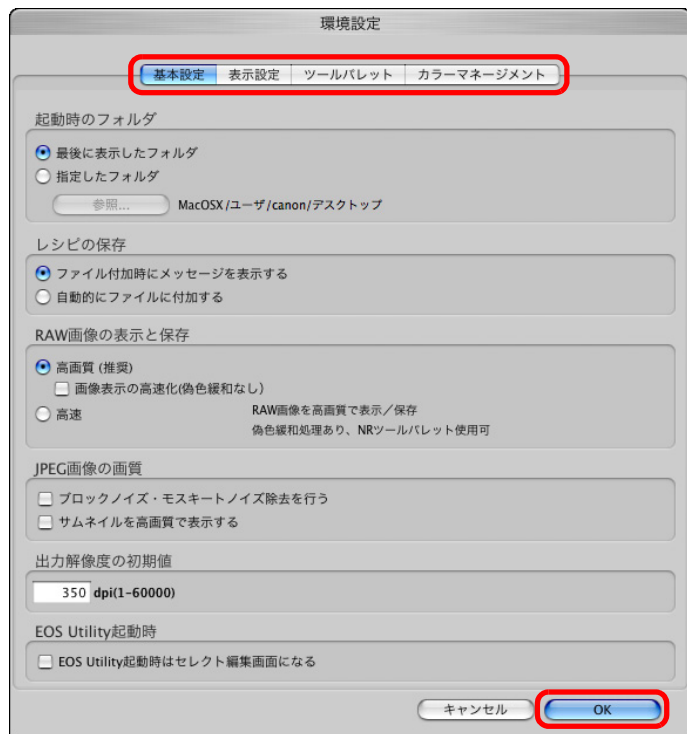 環境設定
基本設定 表示設定 ツールパレット カラーマネージメント
起動時のフォルダ
最後に表示したフォルダ
指定したフォルダ
参照... MacOSX/ユーザ/canon/デスクトップ
レシピの保存
ファイル付加時にメッセージを表示する
自動的にファイルに付加する
RAW画像の表示と保存
高画質 (推奨)
画像表示の高速化(偽色緩和なし)
高速 RAW画像を高画質で表示/保存
偽色緩和処理あり、NRツールパレット使用可
JPEG画像の画質
ブロックノイズ・モスキートノイズ除去を行う
サムネイルを高画質で表示する
出力解像度の初期値
350 dpi(1-60000)
EOS Utility起動時
EOS Utility起動時はセレクト編集画面になる
キャンセル OK